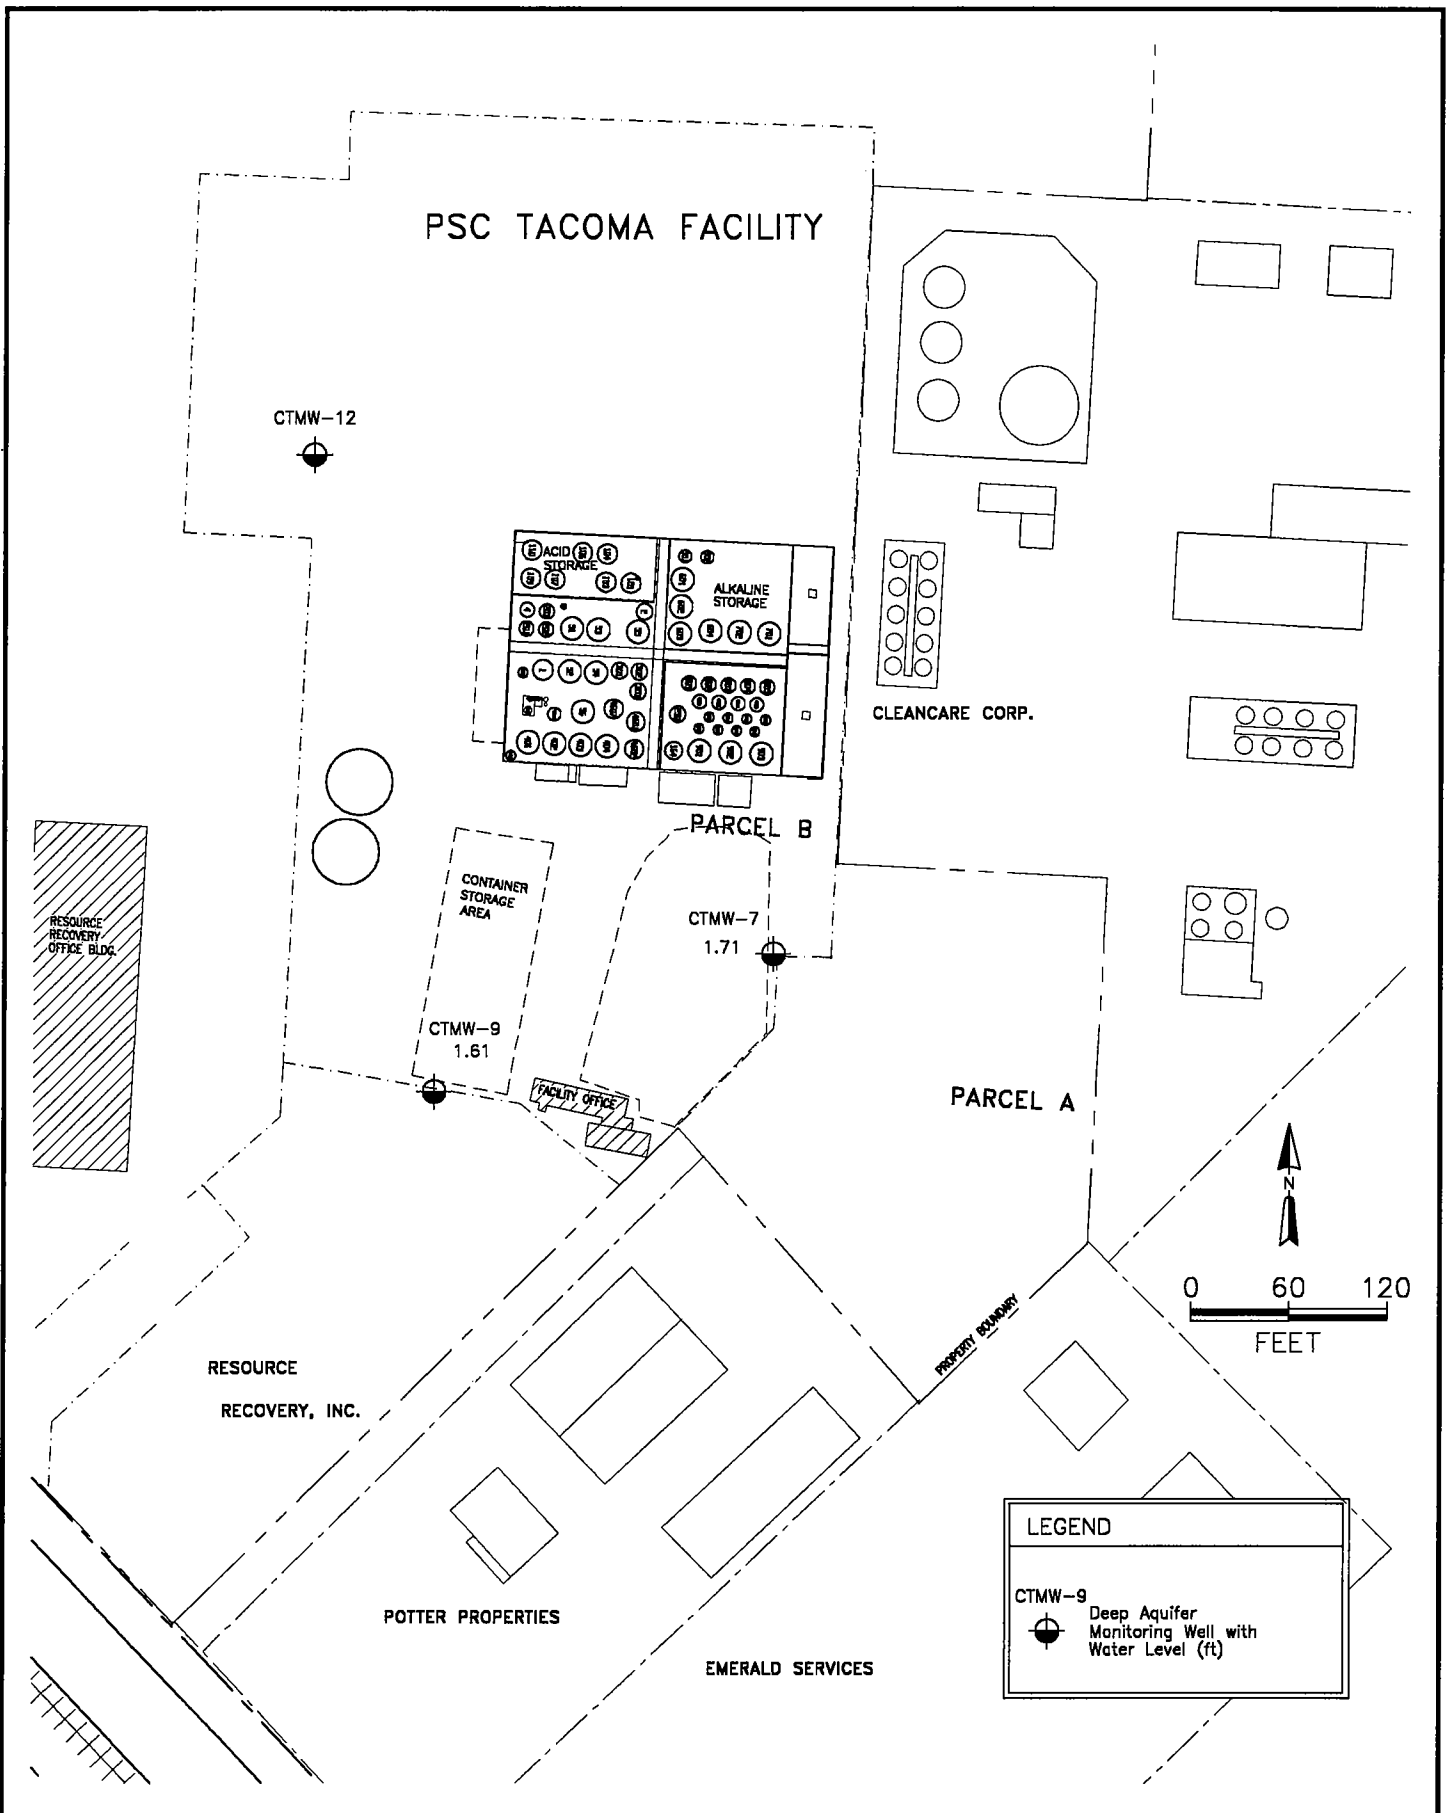 PSC TACOMA FACILITY
CTMW-12
ACID
STORAGE
ALKALINE
STORAGE
CLEANCARE CORP.
PARCEL B
CONTAINER
STORAGE
AREA
RESOURCE
RECOVERY
OFFICE BLDG.
CTMW-7
1.71
CTMW-9
1.61
FACILITY OFFICE
PARCEL A
N
0 60 120
FEET
PROPERTY BOUNDARY
RESOURCE
RECOVERY, INC.
LEGEND
CTMW-9
Deep Aquifer
Monitoring Well with
Water Level (ft)
POTTER PROPERTIES
EMERALD SERVICES